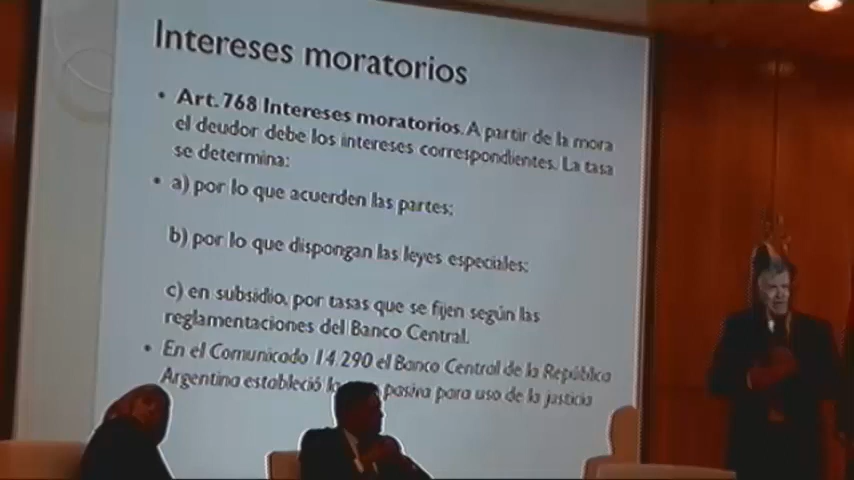 Intereses moratorios
• Art. 768 Intereses moratorios. A partir de la mora
el deudor debe los intereses correspondientes. La tasa
se determina:
• a) por lo que acuerden las partes;
b) por lo que dispongan las leyes especiales;
c) en subsidio, por tasas que se fijen según las
reglamentaciones del Banco Central.
• En el Comunicado 14.290 el Banco Central de la República
Argentina estableció pasiva para uso de la justicia